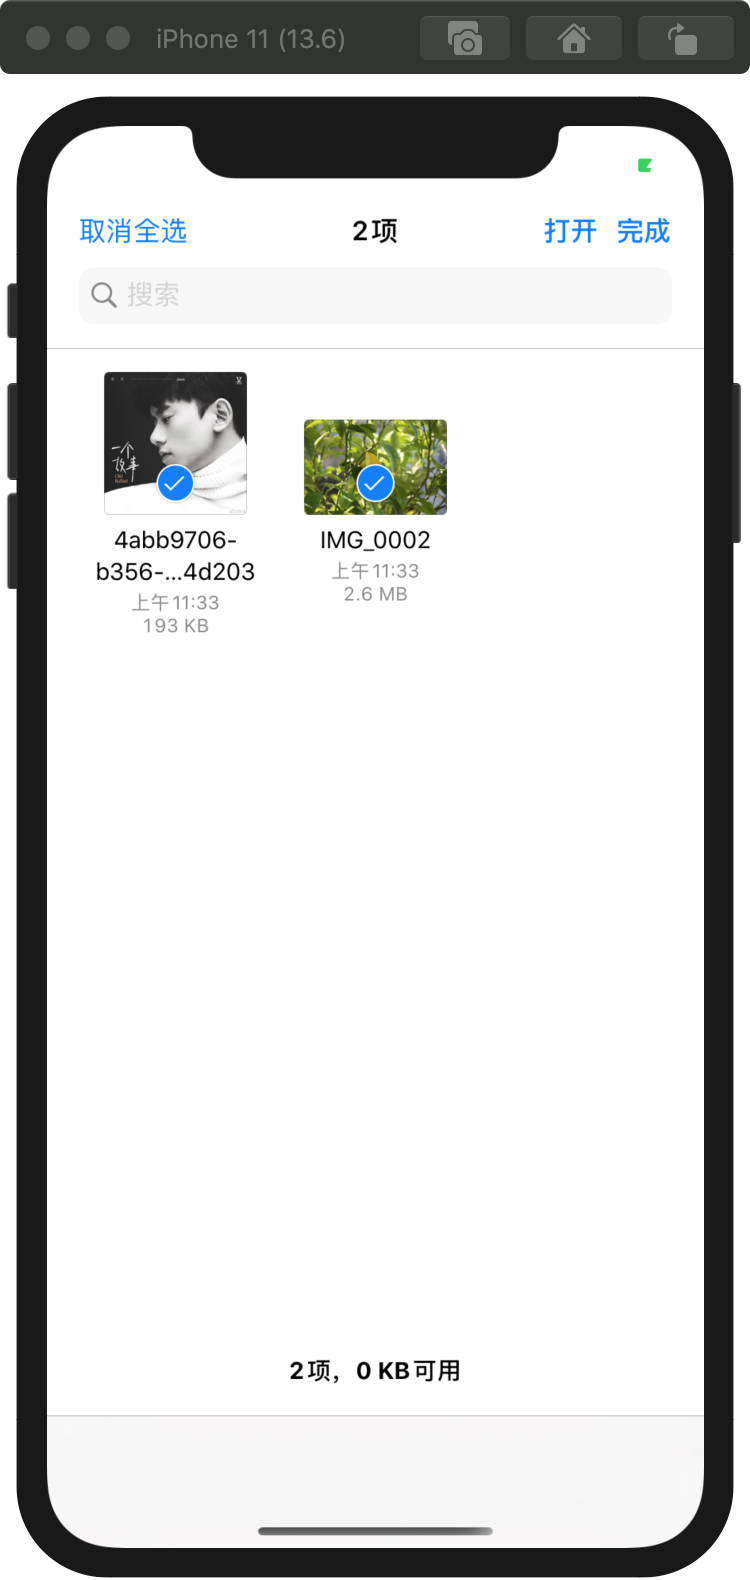 iPhone 11 (13.6)
取消全选
2项
打开
完成
搜索
一个
故事
4abb9706-
b356-...4d203
上午11:33
193 KB
IMG_0002
上午11:33
2.6 MB
2项，0 KB可用